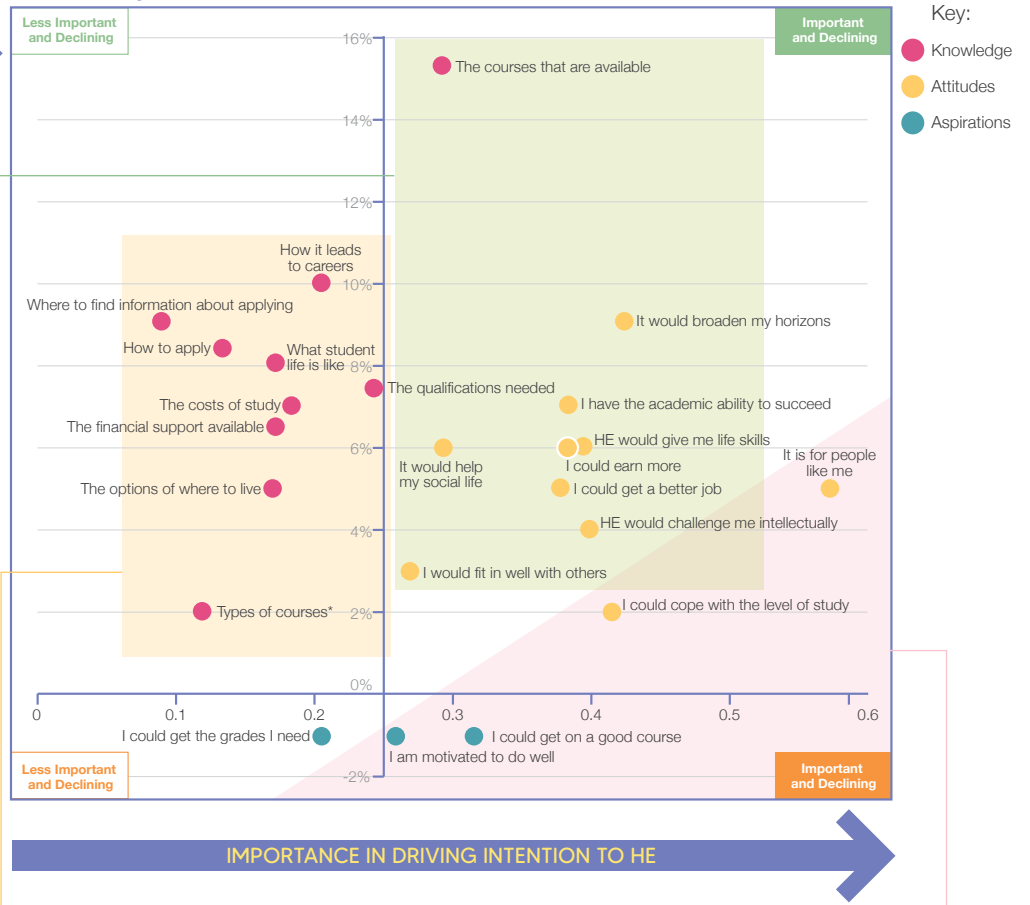 Less Important
and Declining
Important
and Declining
Key:
Knowledge
Attitudes
Aspirations
16%
The courses that are available
14%
12%
How it leads
to careers
10%
Where to find information about applying
It would broaden my horizons
How to apply
What student
life is like
8%
The qualifications needed
The costs of study
I have the academic ability to succeed
The financial support available
HE would give me life skills
6%
It would help
my social life
I could earn more
It is for people
like me
The options of where to live
I could get a better job
HE would challenge me intellectually
4%
I would fit in well with others
Types of courses*
2%
I could cope with the level of study
0%
0
0.1
0.2
0.3
0.4
0.5
0.6
I could get the grades I need
I could get on a good course
I am motivated to do well
-2%
Less Important
and Declining
Important
and Declining
IMPORTANCE IN DRIVING INTENTION TO HE